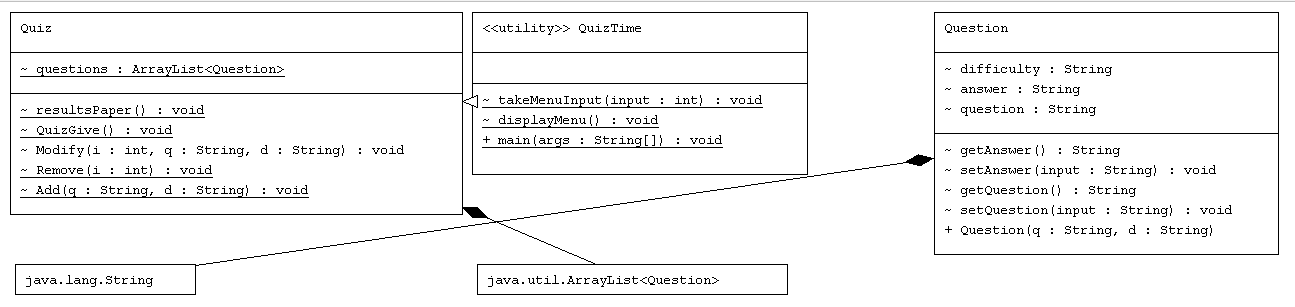 Quiz
~ questions : ArrayList<Question>
~ resultsPaper() : void
~ QuizGive() : void
~ Modify(i : int, q : String, d : String) : void
~ Remove(i : int) : void
~ Add(q : String, d : String) : void
<<utility>> QuizTime
~ takeMenuInput(input : int) : void
~ displayMenu() : void
+ main(args : String[]) : void
Question
~ difficulty : String
~ answer : String
~ question : String
~ getAnswer() : String
~ setAnswer(input : String) : void
~ getQuestion() : String
~ setQuestion(input : String) : void
+ Question(q : String, d : String)
java.lang.String
java.util.ArrayList<Question>